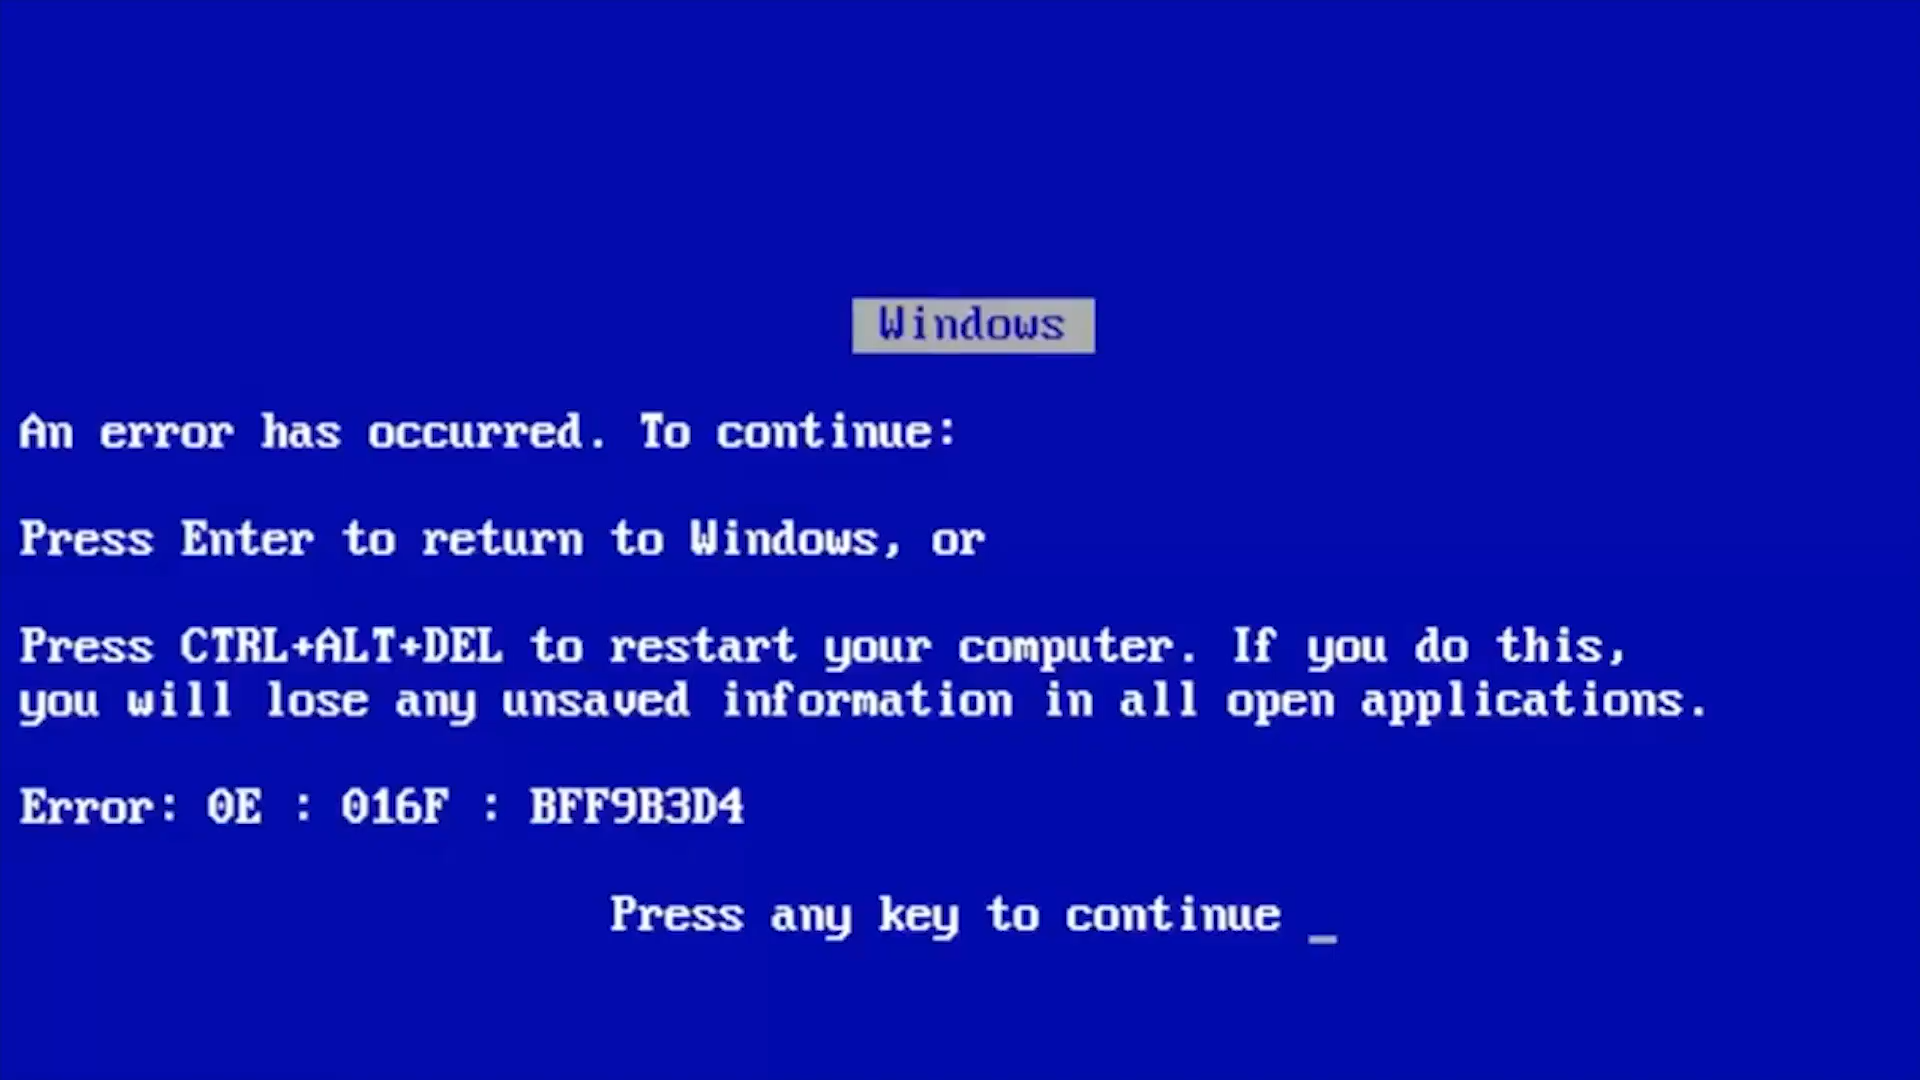 Windows
An error has occurred. To continue:
Press Enter to return to Windows, or
Press CTRL+ALT+DEL to restart your computer. If you do this,
you will lose any unsaved information in all open applications.
Error: 0E : 016F : BFF9B3D4
Press any key to continue _